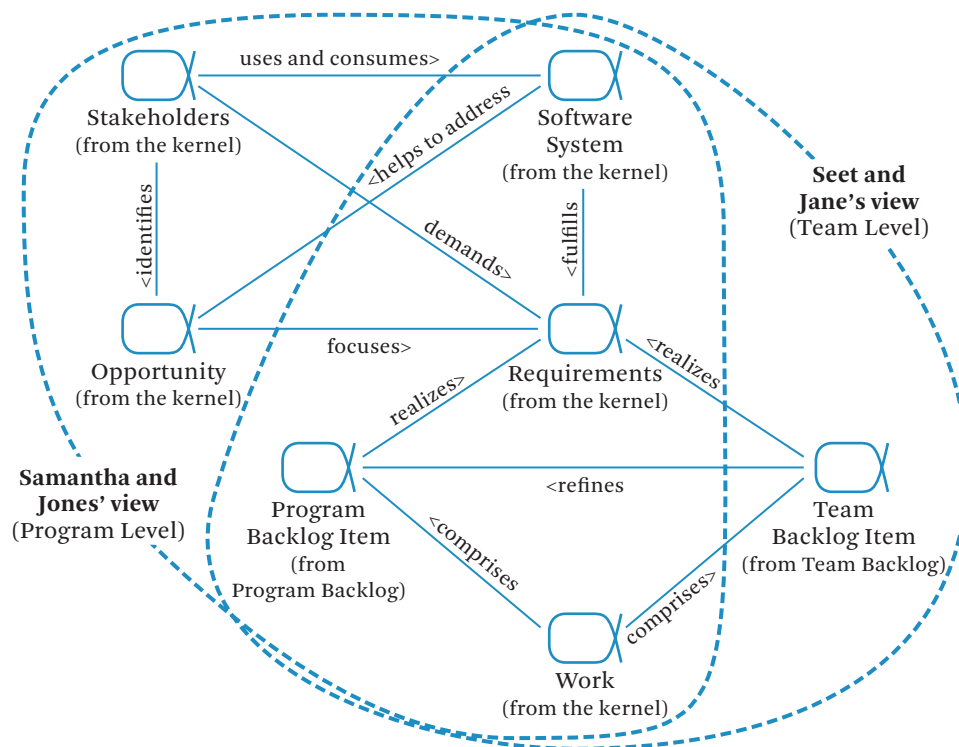 uses and consumes>
Stakeholders
(from the kernel)
Software
System
(from the kernel)
<helps to address
Seet and
Jane's view
(Team Level)
<identifies
demands>
<fulfills
focuses>
Opportunity
(from the kernel)
Requirements
(from the kernel)
<realizes
realizes>
Samantha and
Jones' view
(Program Level)
<refines
Program
Backlog Item
(from
Program Backlog)
Team
Backlog Item
(from Team Backlog)
<comprises
comprises>
Work
(from the kernel)